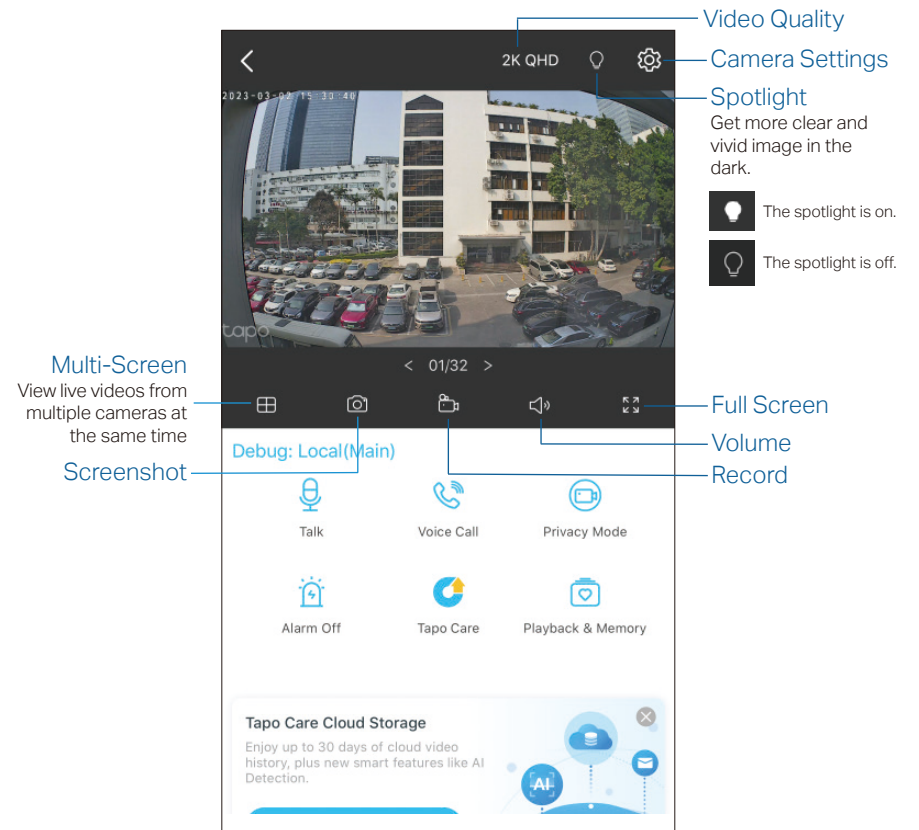 Video Quality
2K QHD
Camera Settings
Spotlight
Get more clear and
vivid image in the
dark.
The spotlight is on.
The spotlight is off.
2023-03-02 15:30:40
tapo
< 01/32 >
Multi-Screen
View live videos from
multiple cameras at
the same time
Full Screen
Volume
Record
Screenshot
Debug: Local(Main)
Talk
Voice Call
Privacy Mode
Alarm Off
Tapo Care
Playback & Memory
Tapo Care Cloud Storage
Enjoy up to 30 days of cloud video
history, plus new smart features like AI
Detection.
AI